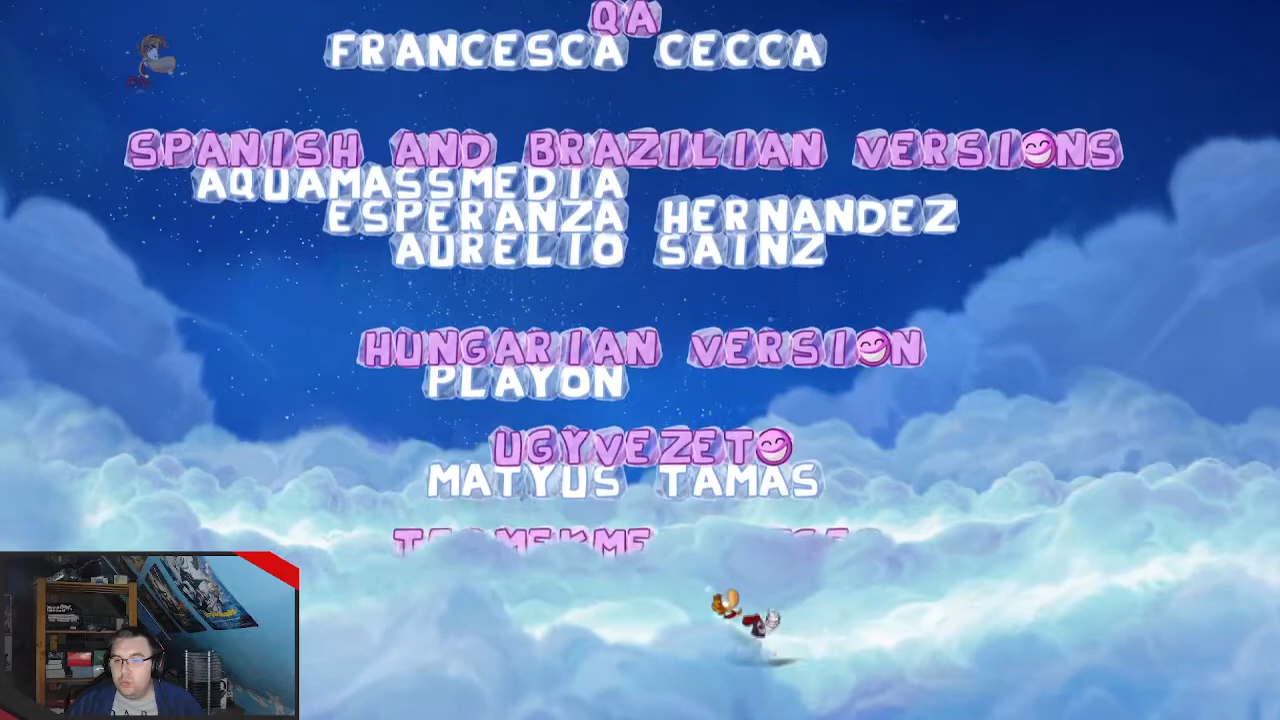 QA
FRANCESCA CECCA
SPANISH AND BRAZILIAN VERSIONS
AQUAMASSMEDIA
ESPERANZA HERNANDEZ
AURELIO SAINZ
HUNGARIAN VERSION
PLAYON
UGYVEZETO
MATYUS TAMAS